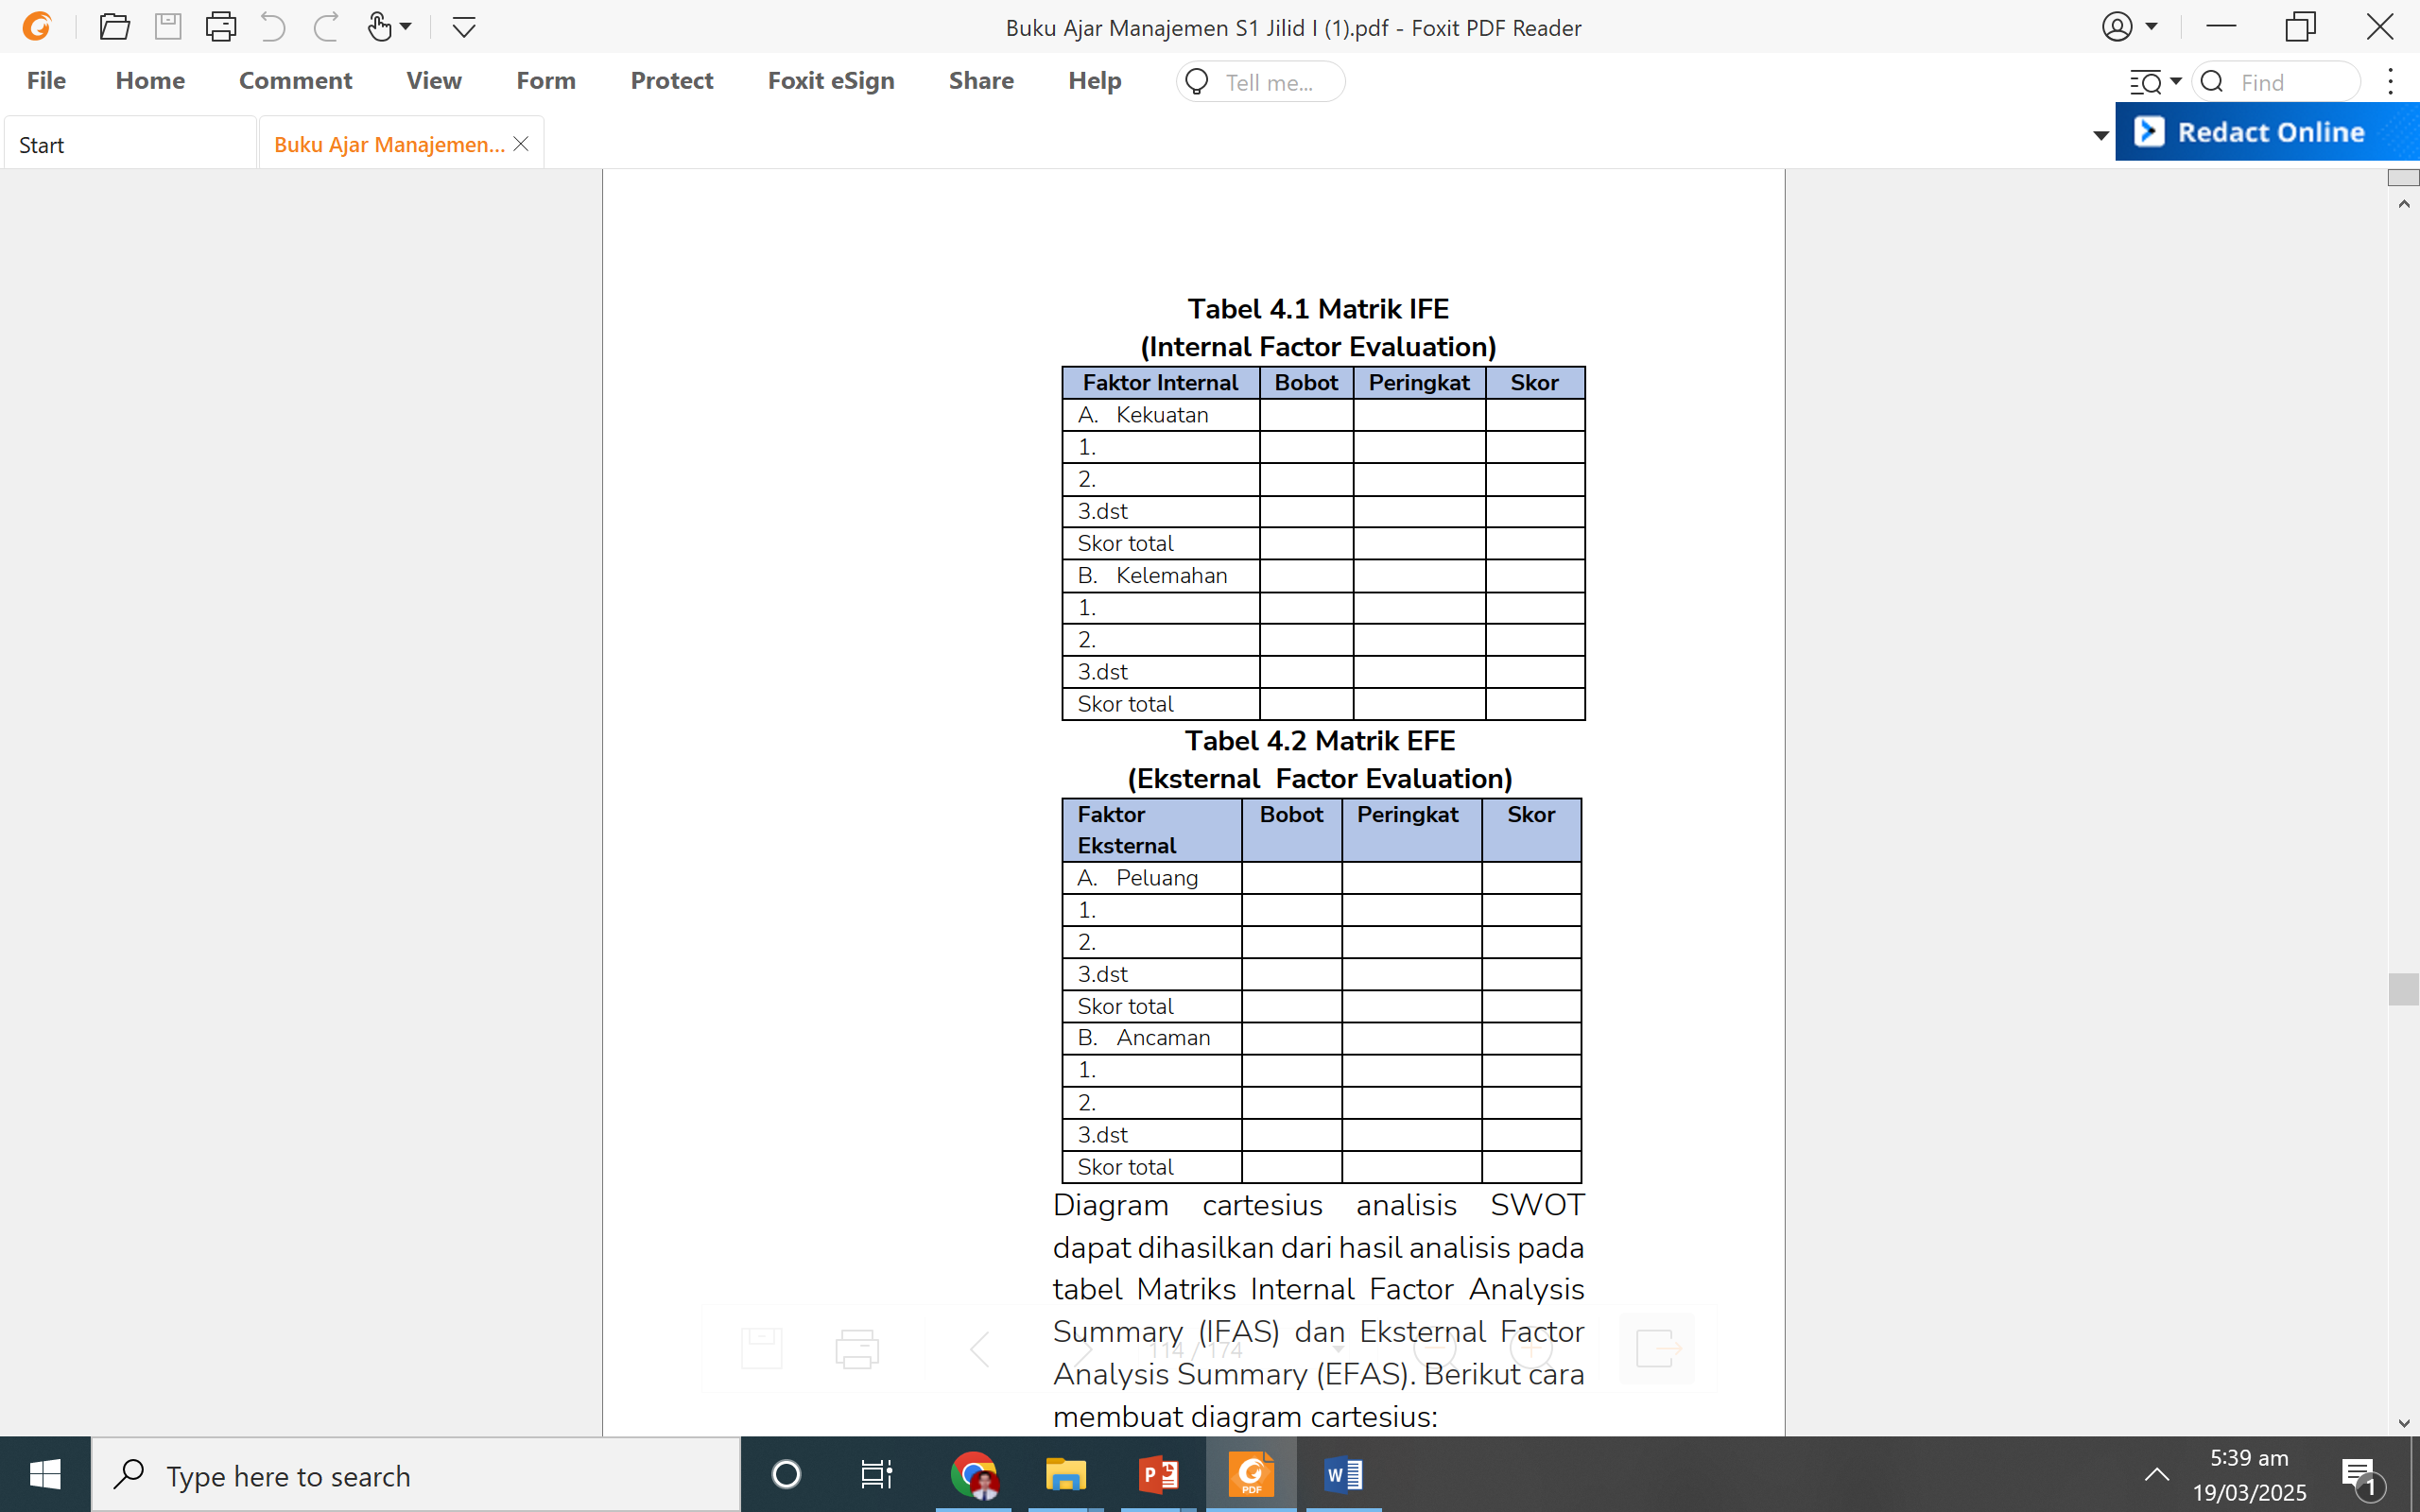 Buku Ajar Manajemen S1 Jilid I (1).pdf - Foxit PDF Reader
File Home Comment View Form Protect Foxit eSign Share Help Tell me... Find
Start Buku Ajar Manajemen... Redact Online
Tabel 4.1 Matrik IFE
(Internal Factor Evaluation)
Faktor Internal Bobot Peringkat Skor
A. Kekuatan
1.
2.
3.dst
Skor total
B. Kelemahan
1.
2.
3.dst
Skor total
Tabel 4.2 Matrik EFE
(Eksternal Factor Evaluation)
Faktor Bobot Peringkat Skor
Eksternal
A. Peluang
1.
2.
3.dst
Skor total
B. Ancaman
1.
2.
3.dst
Skor total
Diagram cartesius analisis SWOT
dapat dihasilkan dari hasil analisis pada
tabel Matriks Internal Factor Analysis
Summary (IFAS) dan Eksternal Factor
114 / 174
Analysis Summary (EFAS). Berikut cara
membuat diagram cartesius:
Type here to search
PDF
5:39 am
19/03/2025
1